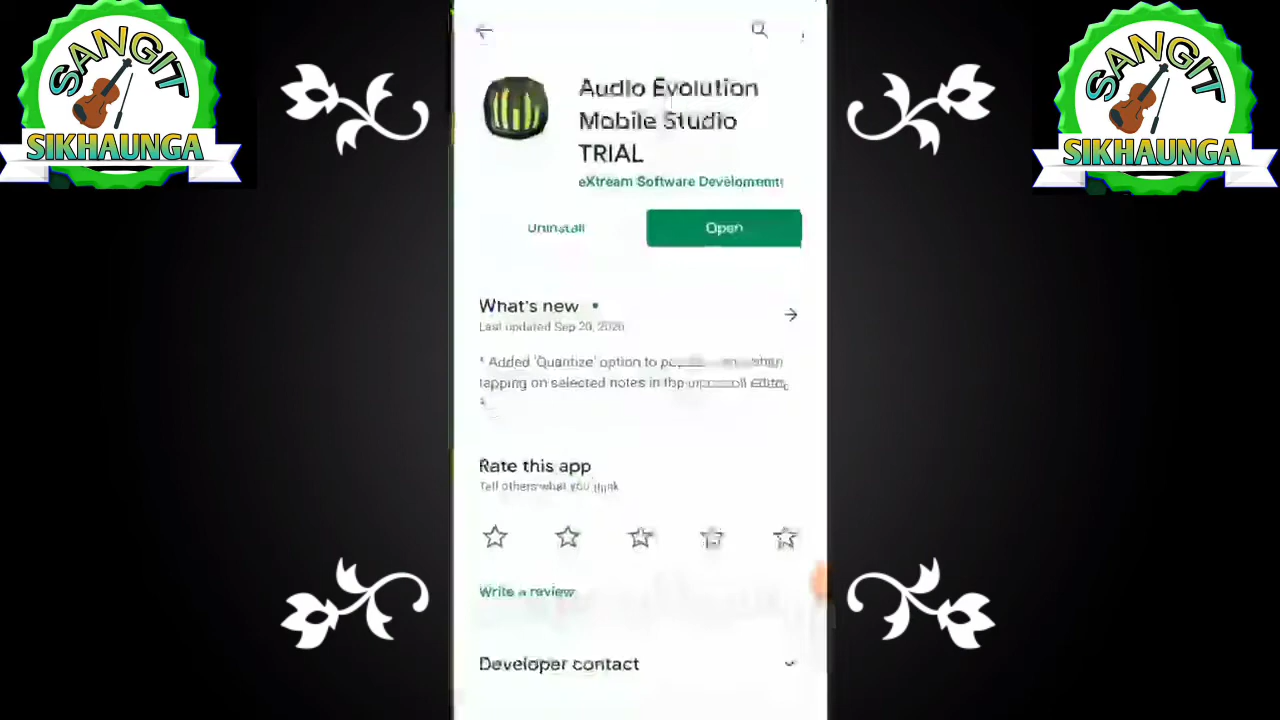 SANGIT
SIKHAUNGA
SANGIT
SIKHAUNGA
Audio Evolution
Mobile Studio
TRIAL
eXtream Software Development
Uninstall
Open
What's new
Last updated Sep 20, 2020
* Added 'Quantize' option to
tapping on selected notes in the
*
Rate this app
Tell others what you think
Write a review
Developer contact